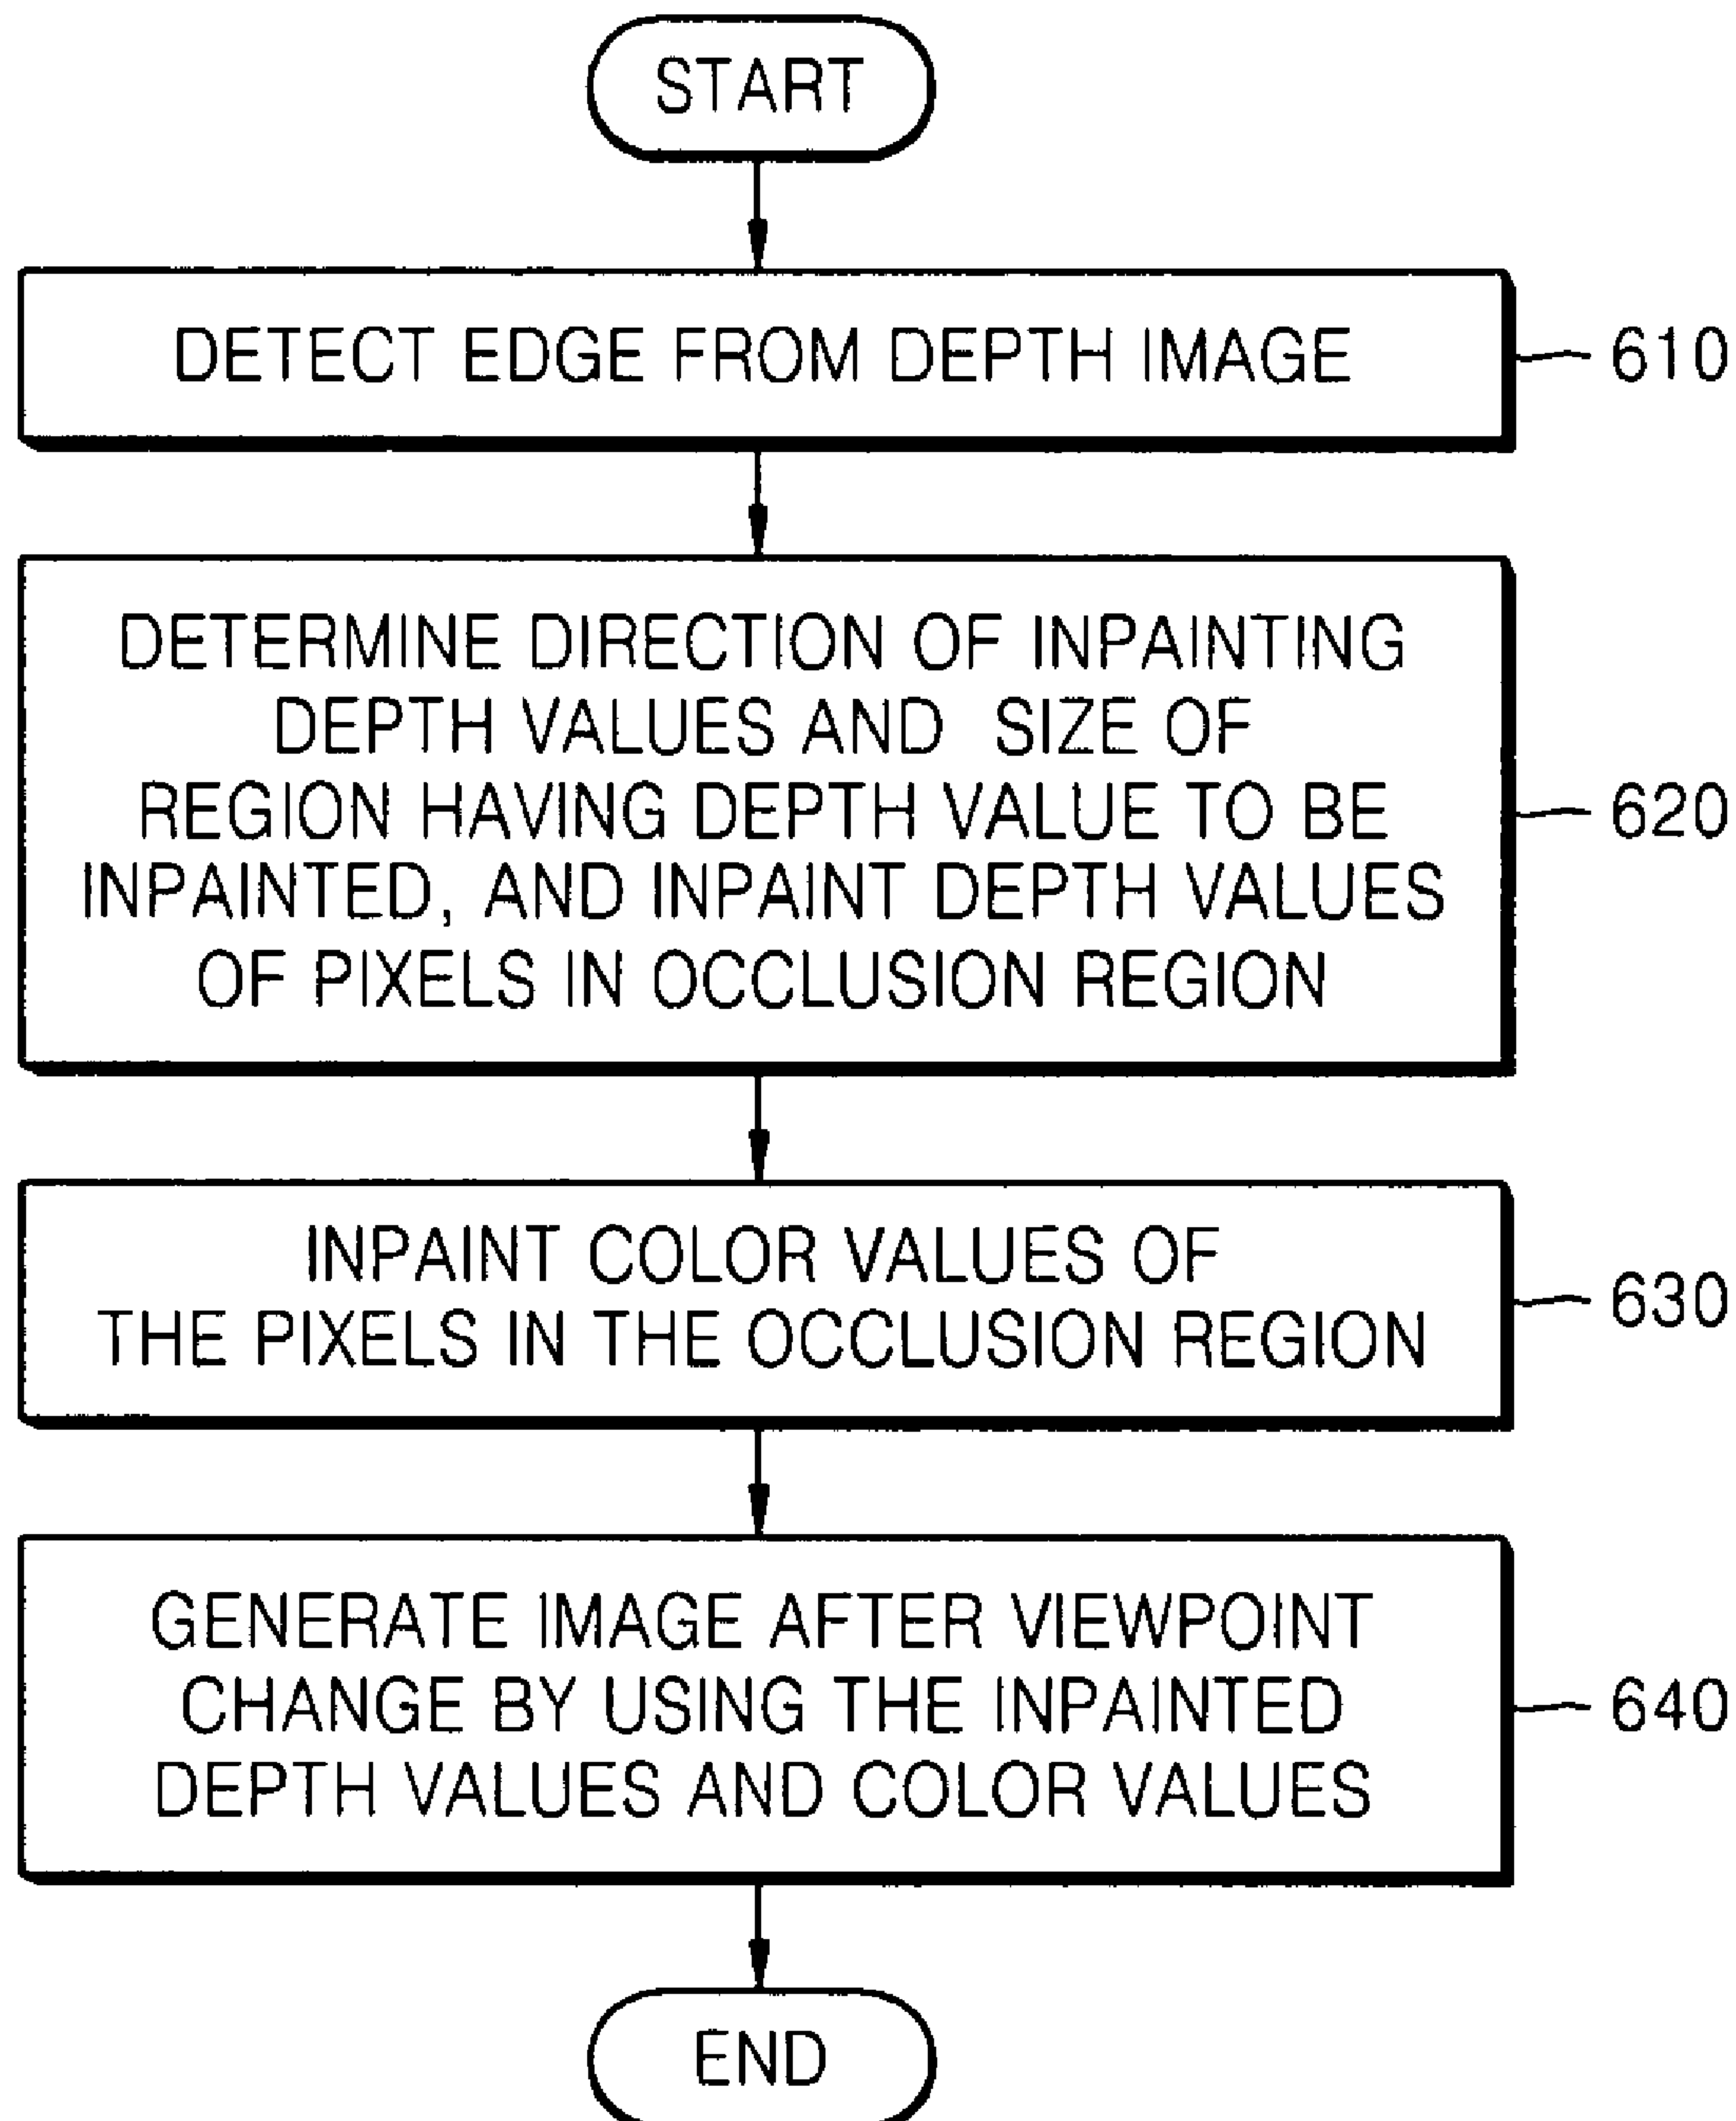 START
DETECT EDGE FROM DEPTH IMAGE
610
DETERMINE DIRECTION OF INPAINTING
DEPTH VALUES AND SIZE OF
REGION HAVING DEPTH VALUE TO BE
INPAINTED, AND INPAINT DEPTH VALUES
OF PIXELS IN OCCLUSION REGION
620
INPAINT COLOR VALUES OF
THE PIXELS IN THE OCCLUSION REGION
630
GENERATE IMAGE AFTER VIEWPOINT
CHANGE BY USING THE INPAINTED
DEPTH VALUES AND COLOR VALUES
640
END